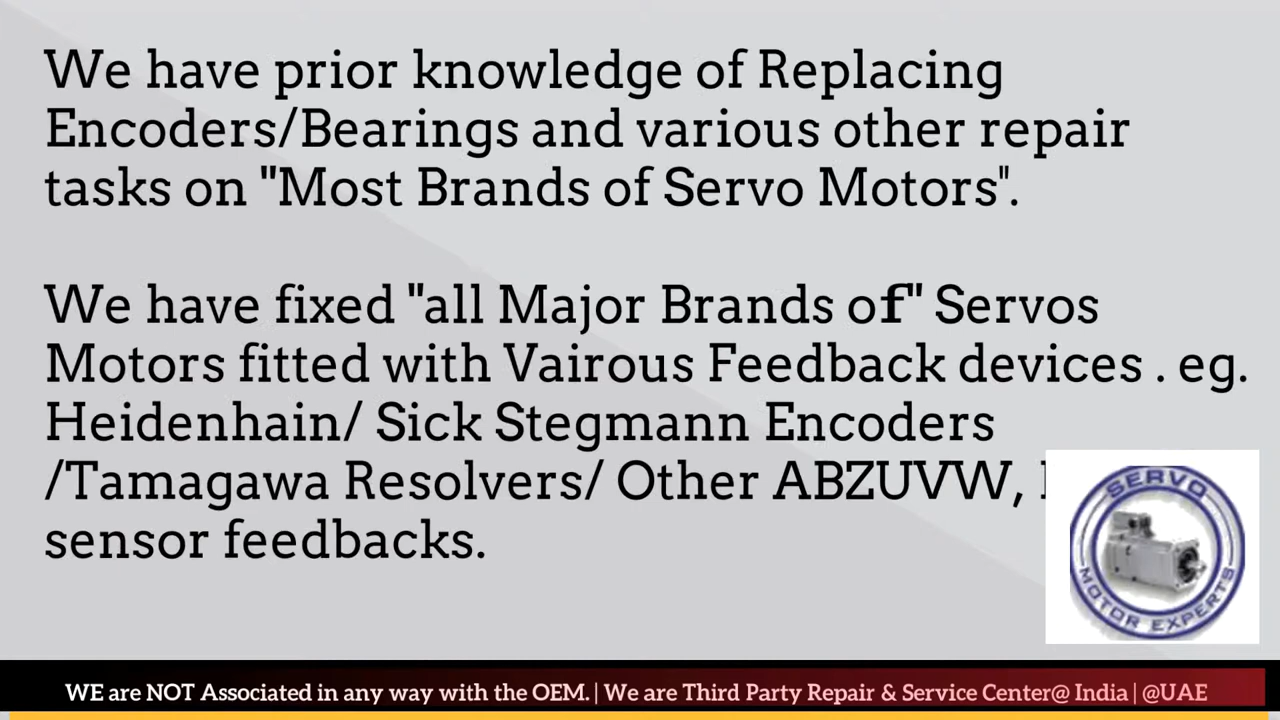 We have prior knowledge of Replacing
Encoders/Bearings and various other repair
tasks on "Most Brands of Servo Motors".
We have fixed "all Major Brands of" Servos
Motors fitted with Vairous Feedback devices . eg.
Heidenhain/ Sick Stegmann Encoders
/Tamagawa Resolvers/ Other ABZUVW,
sensor feedbacks.
SERVO
MOTOR EXPERTS
WE are NOT Associated in any way with the OEM. | We are Third Party Repair & Service Center@ India | @UAE